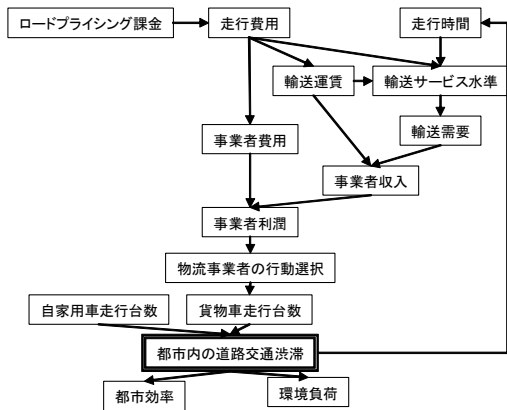 ロードプライシング課金
走行費用
走行時間
輸送運賃
輸送サービス水準
輸送需要
事業者費用
事業者収入
事業者利潤
物流事業者の行動選択
自家用車走行台数
貨物車走行台数
都市内の道路交通渋滞
都市効率
環境負荷